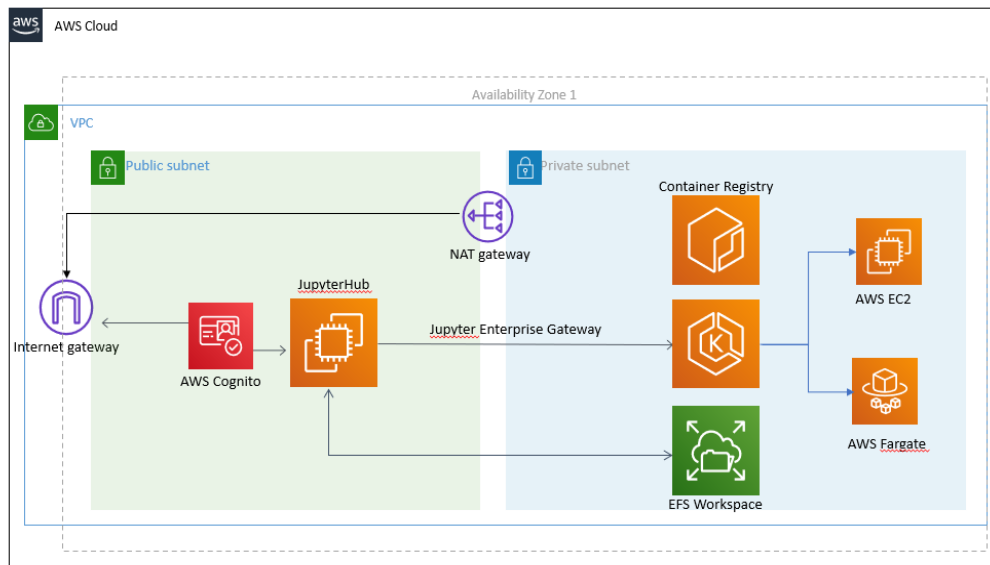 aws
AWS Cloud
Availability Zone 1
VPC
Public subnet
Private subnet
Container Registry
NAT gateway
JupyterHub
AWS EC2
Jupyter Enterprise Gateway
K
Internet gateway
AWS Cognito
AWS Fargate
EFS Workspace